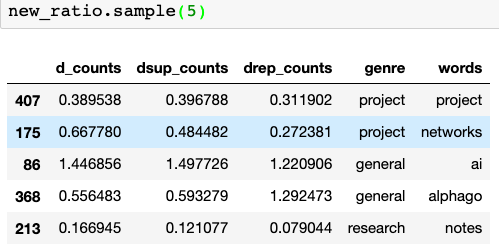 new_ratio.sample(5)
d_counts dsup_counts drep_counts genre words
407 0.389538 0.396788 0.311902 project project
175 0.667780 0.484482 0.272381 project networks
86 1.446856 1.497726 1.220906 general ai
368 0.556483 0.593279 1.292473 general alphago
213 0.166945 0.121077 0.079044 research notes